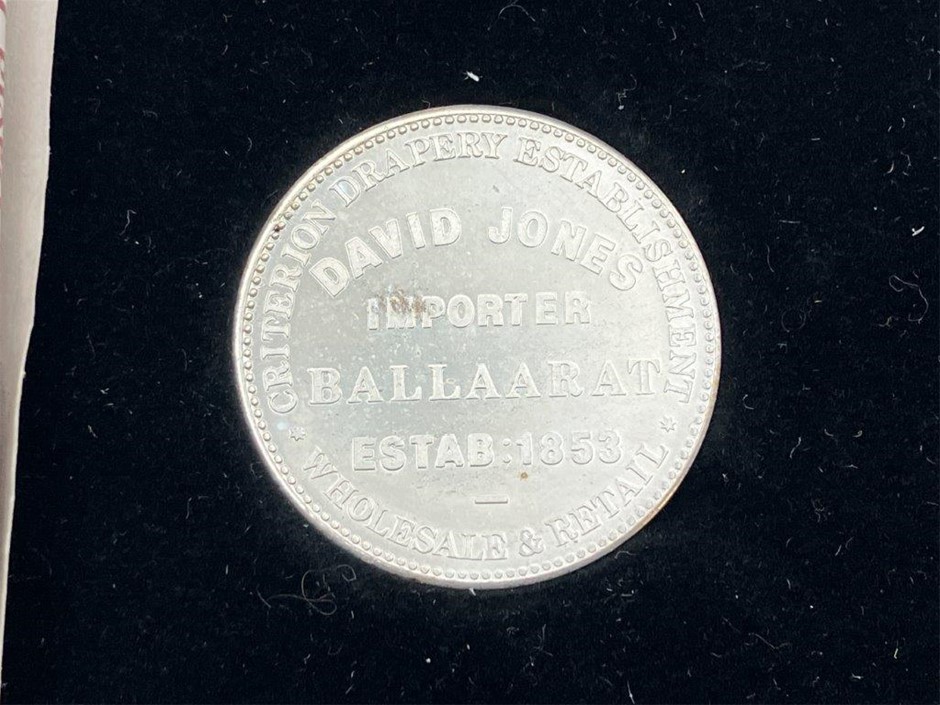 CRITERION DRAPERY ESTABLISHMENT
DAVID JONES
IMPORTER
BALLAARAT
ESTAB: 1853
WHOLESALE & RETAIL